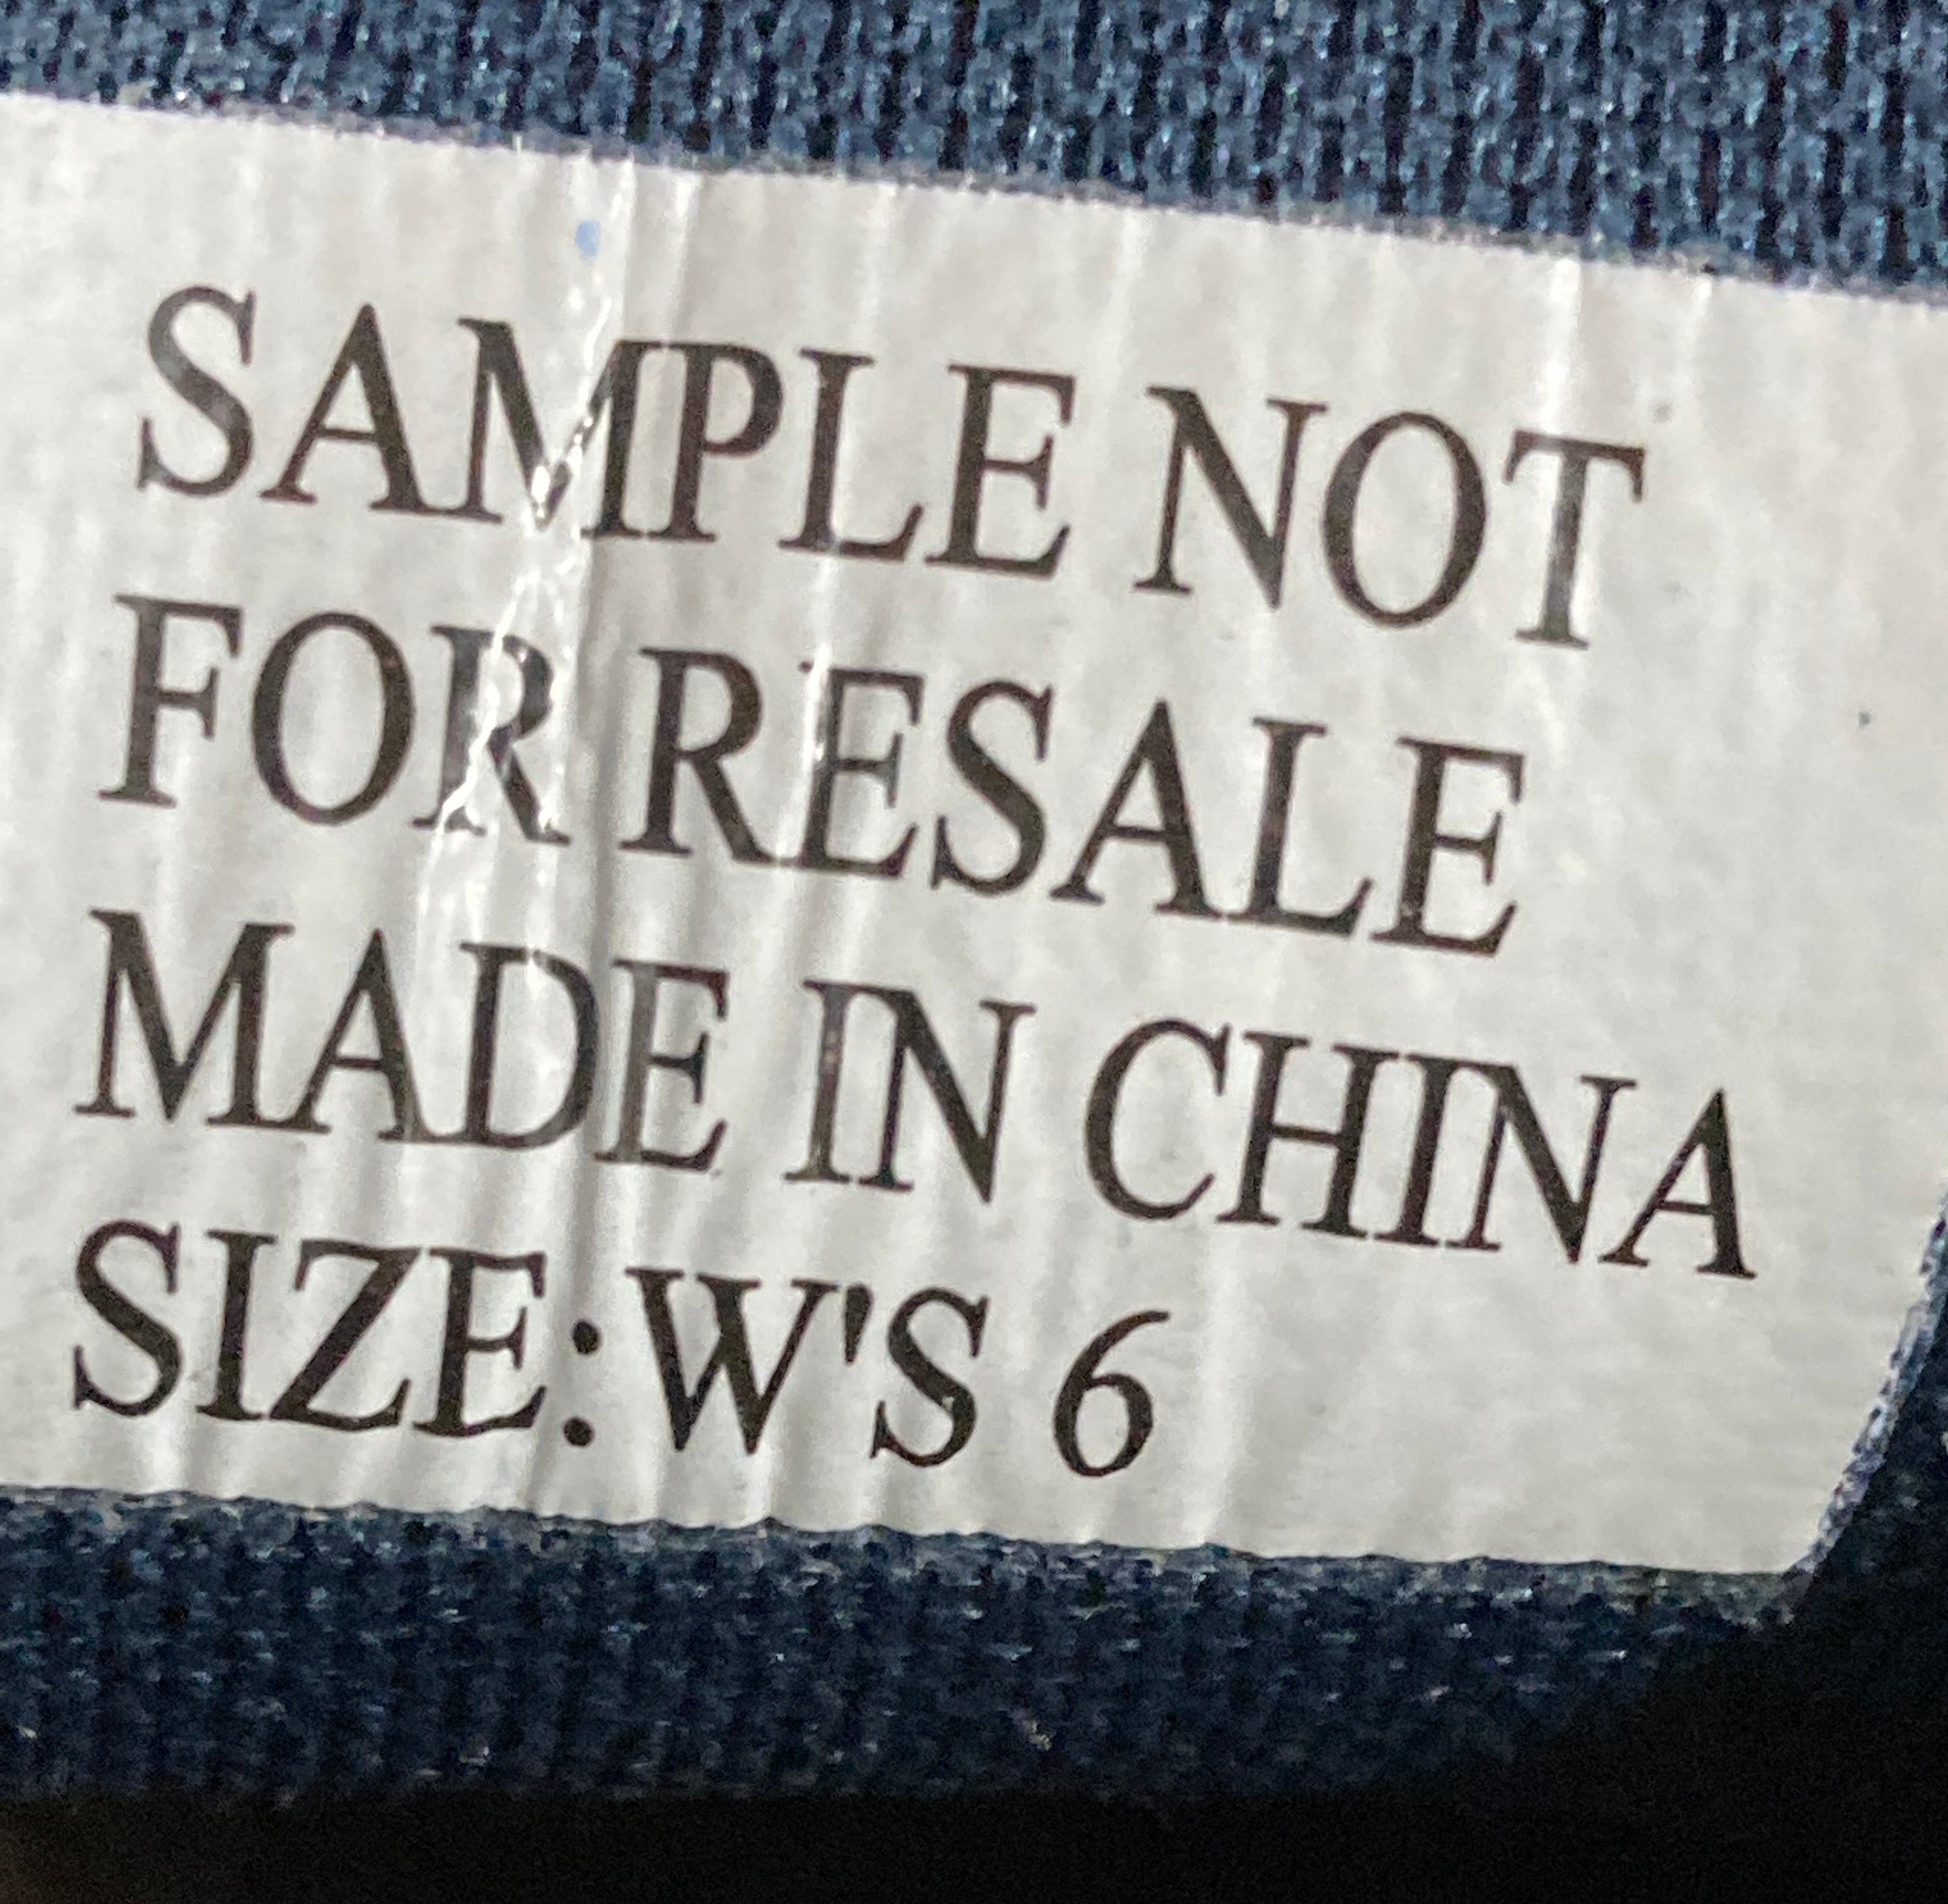 SAMPLE NOT
FOR RESALE
MADE IN CHINA
SIZE:W'S 6